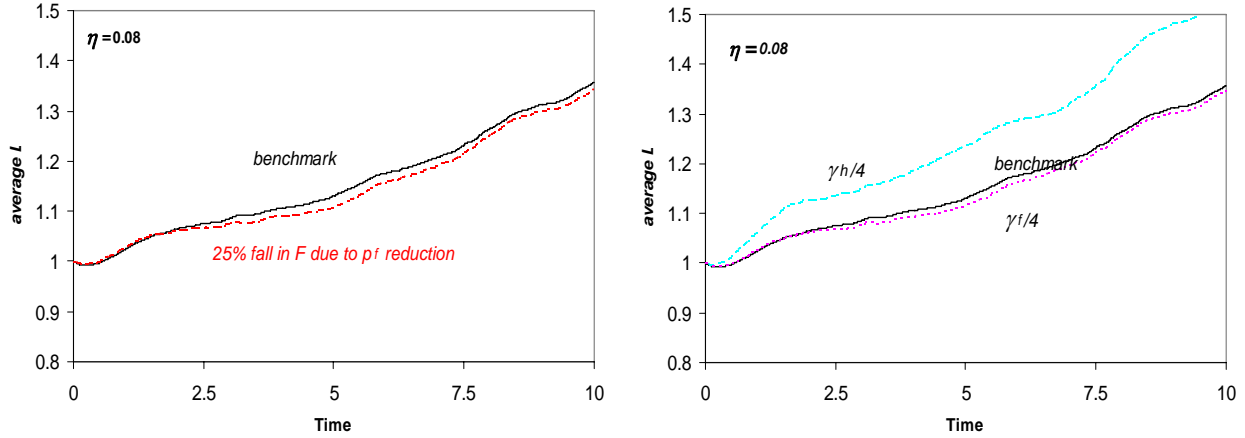 1.5
η = 0.08
1.4
1.3
1.2
benchmark
1.1
25% fall in F due to pf reduction
1
0.9
0.8
average L
0
2.5
5
7.5
10
Time
1.5
η = 0.08
1.4
1.3
1.2
γh/4
benchmark
1.1
γf/4
1
0.9
0.8
average L
0
2.5
5
7.5
10
Time